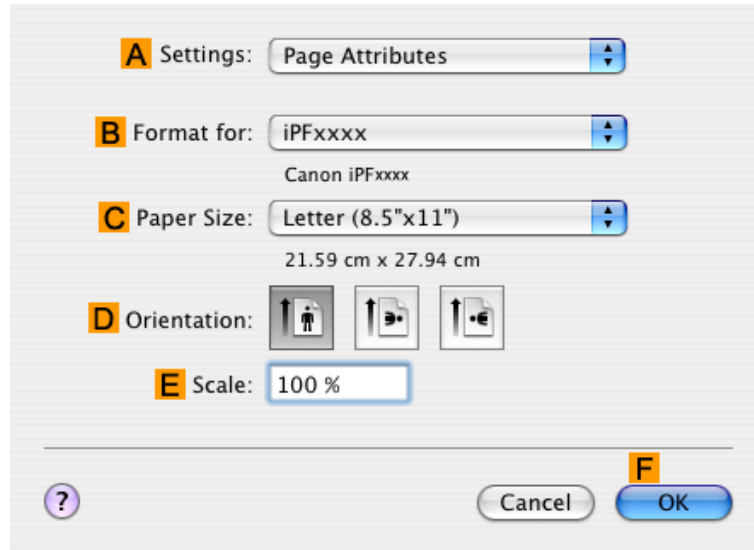 A Settings: Page Attributes
B Format for: iPFxxxx
Canon iPFxxxx
C Paper Size: Letter (8.5"x11")
21.59 cm x 27.94 cm
D Orientation:
E Scale: 100 %
F
? Cancel OK